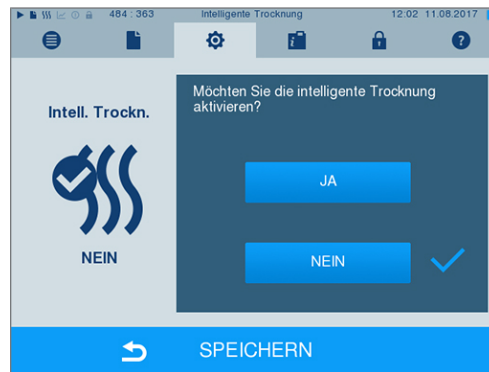 484 : 363 Intelligente Trocknung 12:02 11.08.2017
Intell. Trockn.
NEIN
Möchten Sie die intelligente Trocknung
aktivieren?
JA
NEIN
SPEICHERN